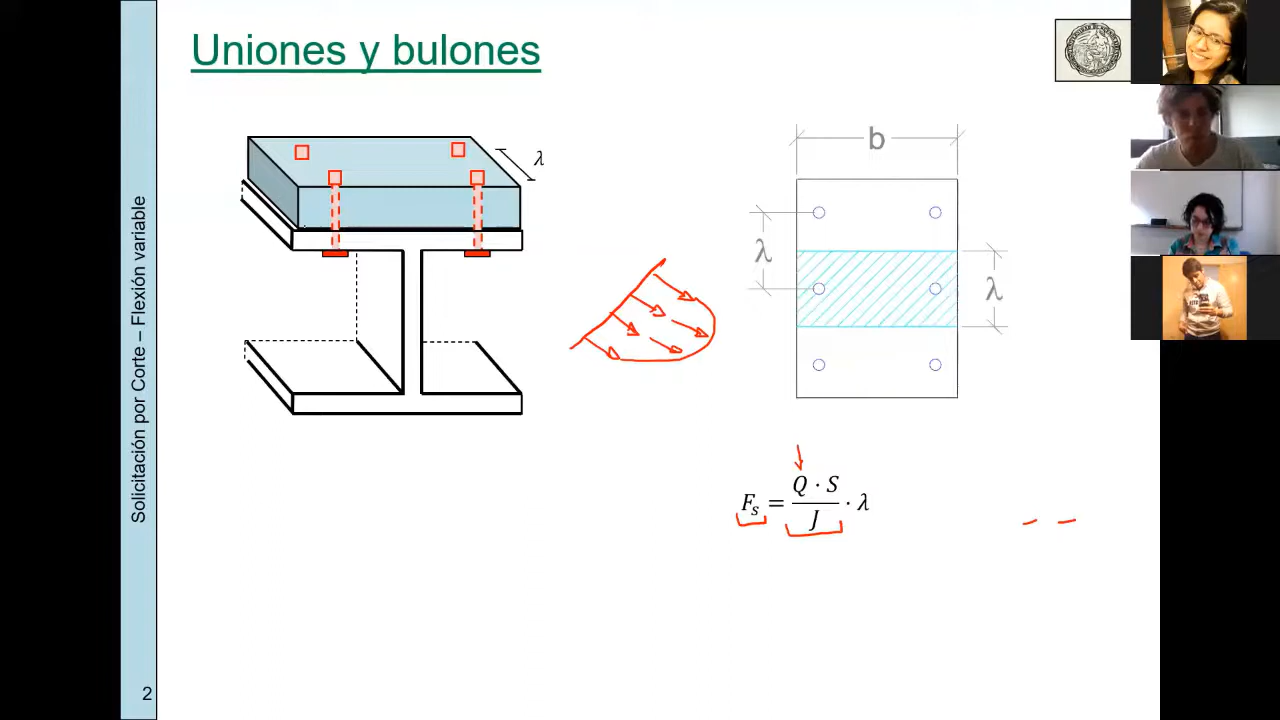 Uniones y bulones
λ
b
λ
λ
F_s = Q · S / J · λ
Solicitación por Corte – Flexión variable
2